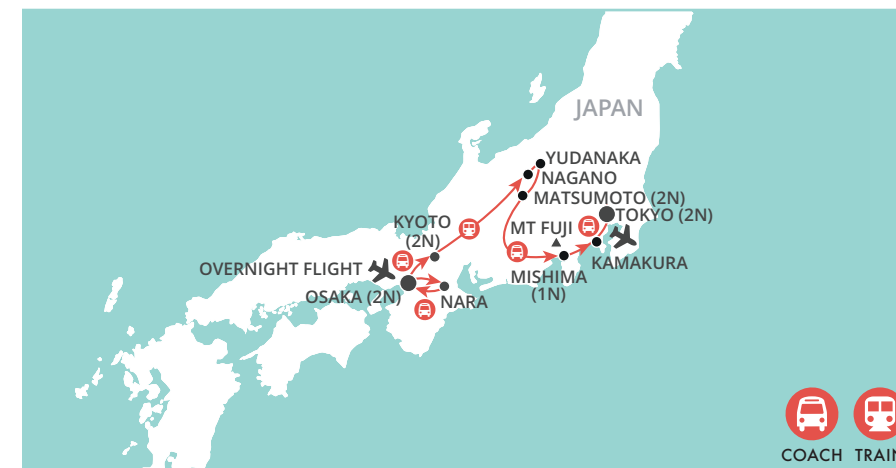 JAPAN
YUDANAKA
NAGANO
MATSUMOTO (2N)
TOKYO (2N)
KYOTO
(2N)
MT FUJI
KAMAKURA
OVERNIGHT FLIGHT
MISHIMA
(1N)
OSAKA (2N)
NARA
COACH TRAIN